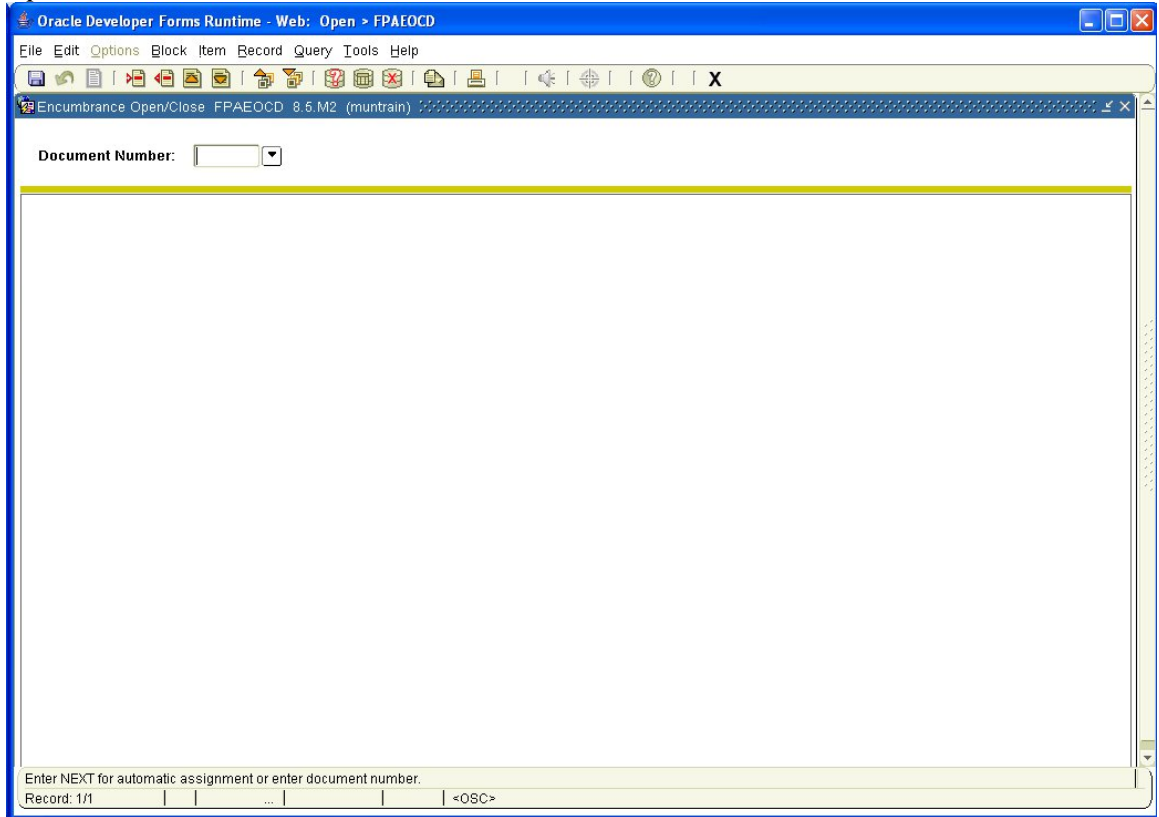 Oracle Developer Forms Runtime - Web: Open > FPAEOCD
File Edit Options Block Item Record Query Tools Help
X
Encumbrance Open/Close FPAEOCD 8.5.M2 (muntrain)
Document Number:
Enter NEXT for automatic assignment or enter document number.
Record: 1/1 ... <OSC>